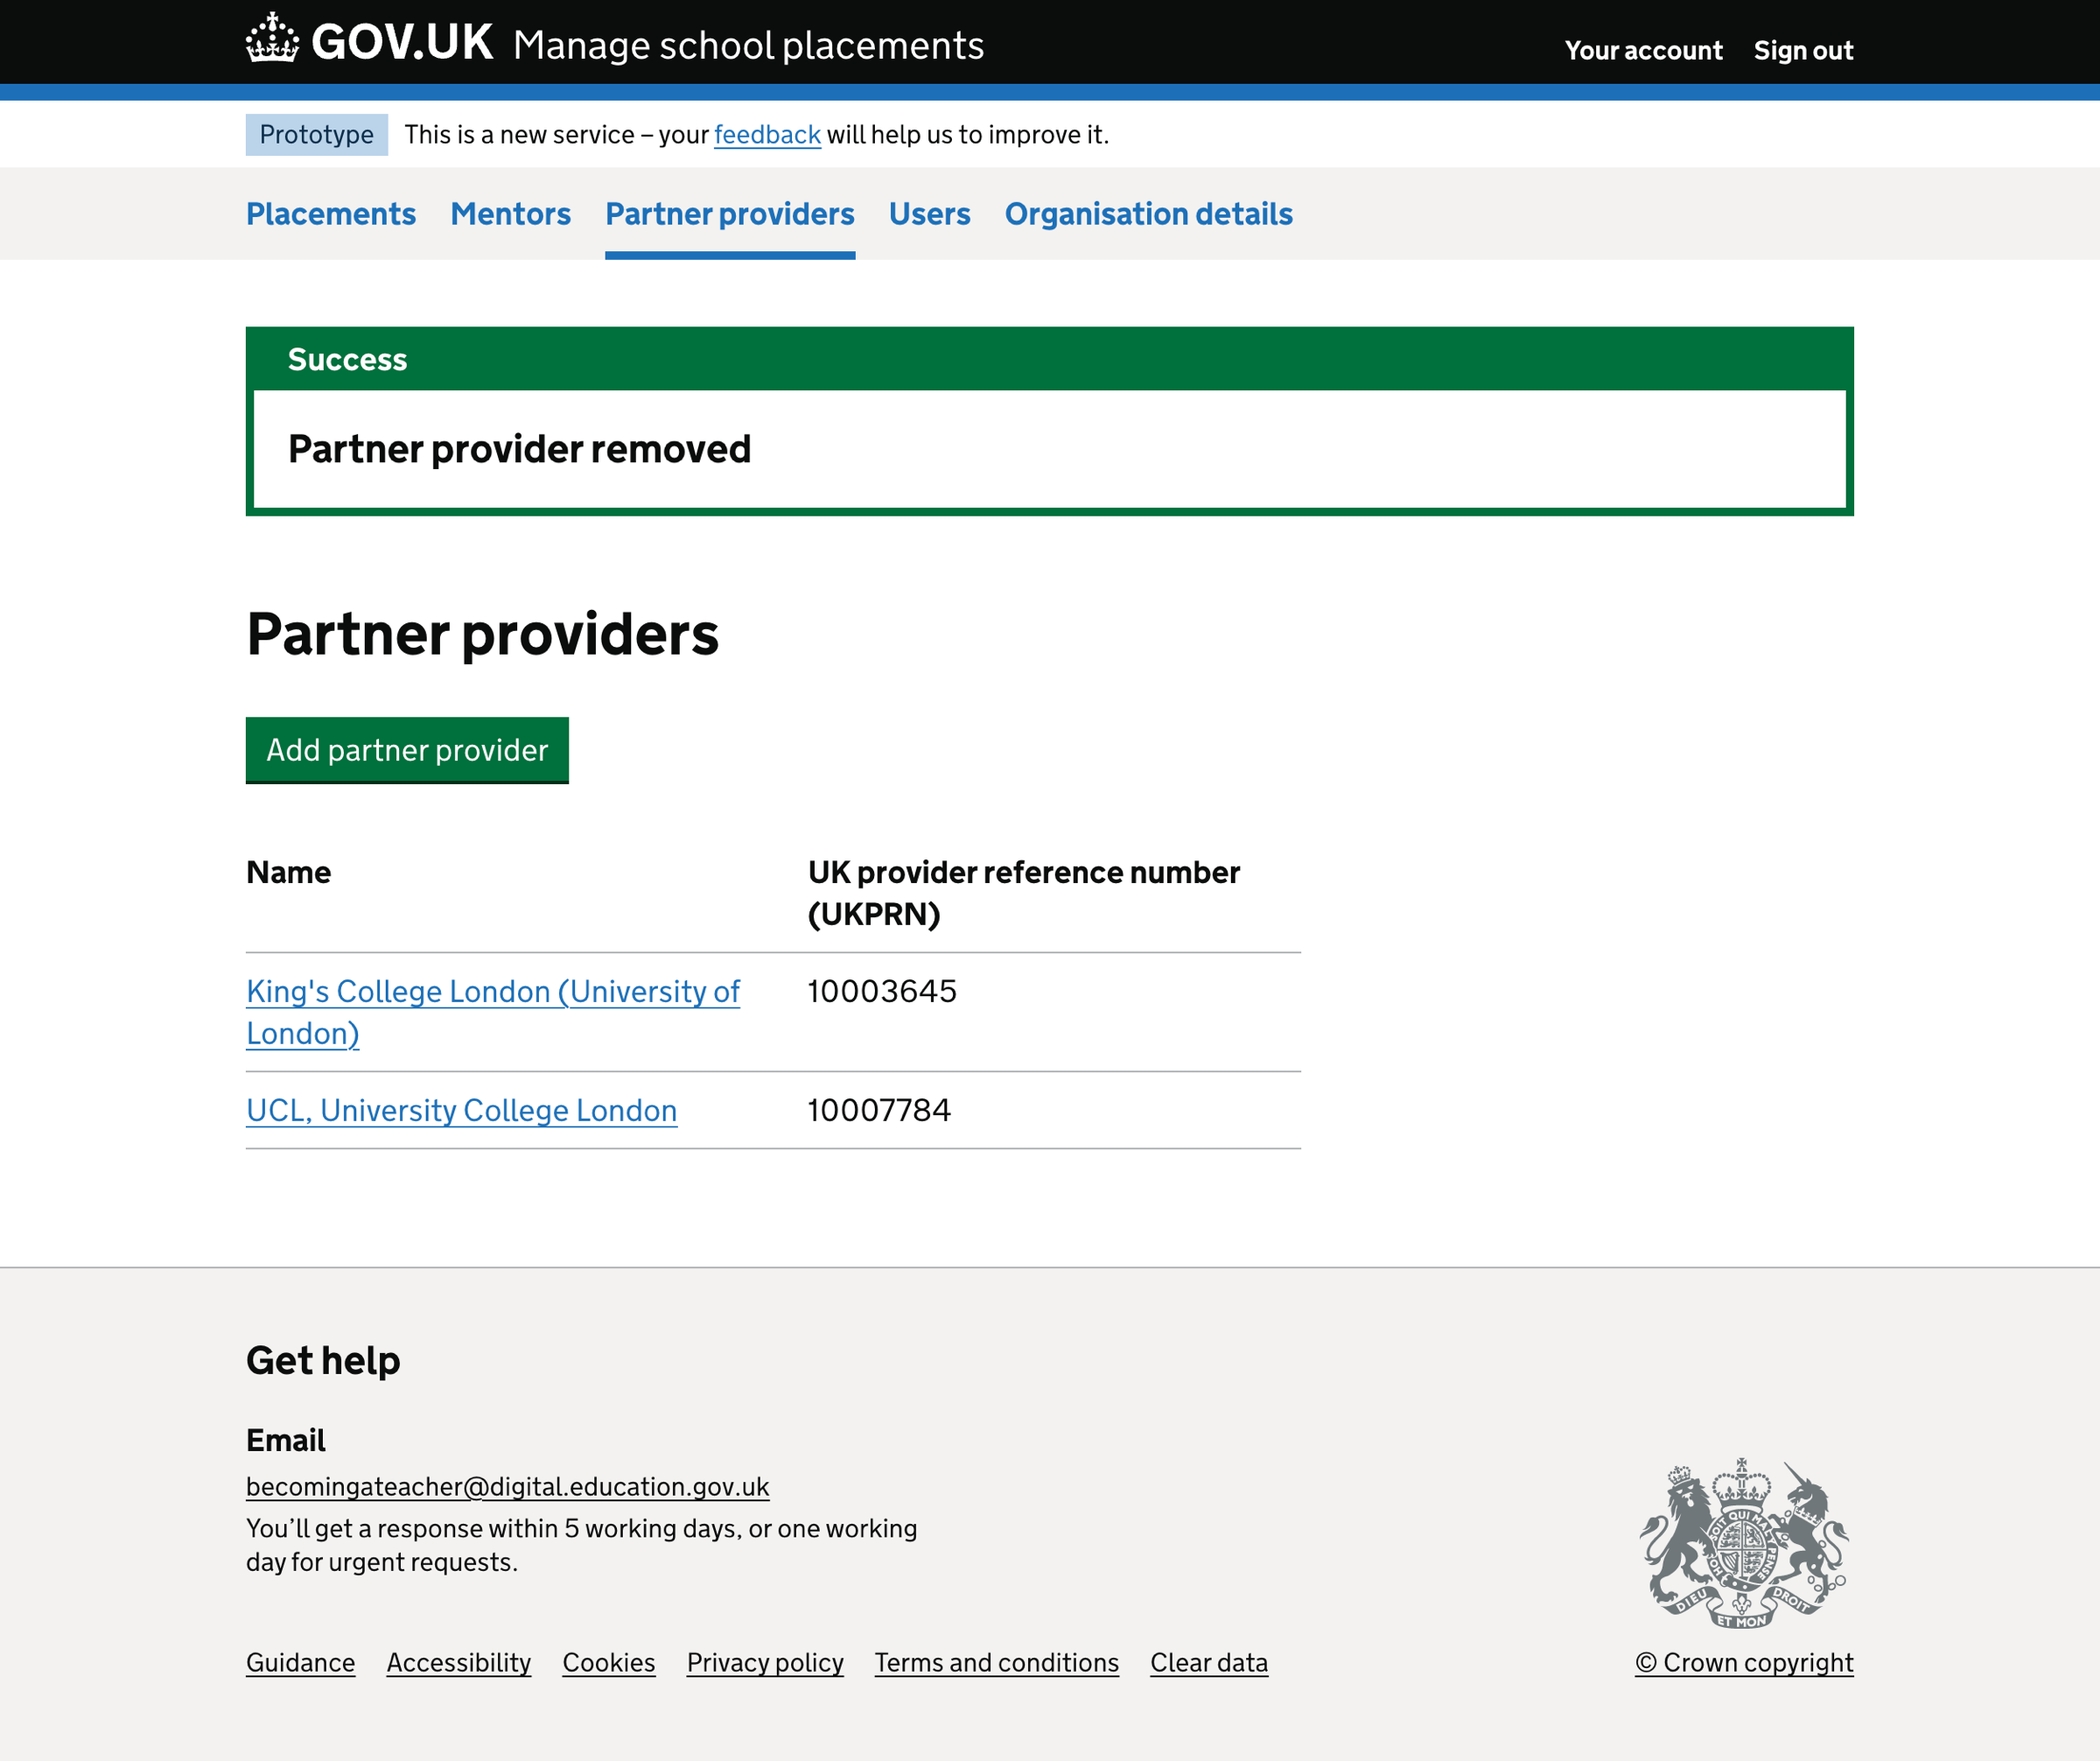 GOV.UK Manage school placements
Your account Sign out
Prototype This is a new service – your feedback will help us to improve it.
Placements Mentors Partner providers Users Organisation details
Success
Partner provider removed
Partner providers
Add partner provider
Name UK provider reference number
(UKPRN)
King's College London (University of 10003645
London)
UCL, University College London 10007784
Get help
Email
becomingateacher@digital.education.gov.uk
You’ll get a response within 5 working days, or one working
day for urgent requests.
HONI SOIT QUI MAL Y PENSE
DIEU ET MON DROIT
Guidance Accessibility Cookies Privacy policy Terms and conditions Clear data
© Crown copyright